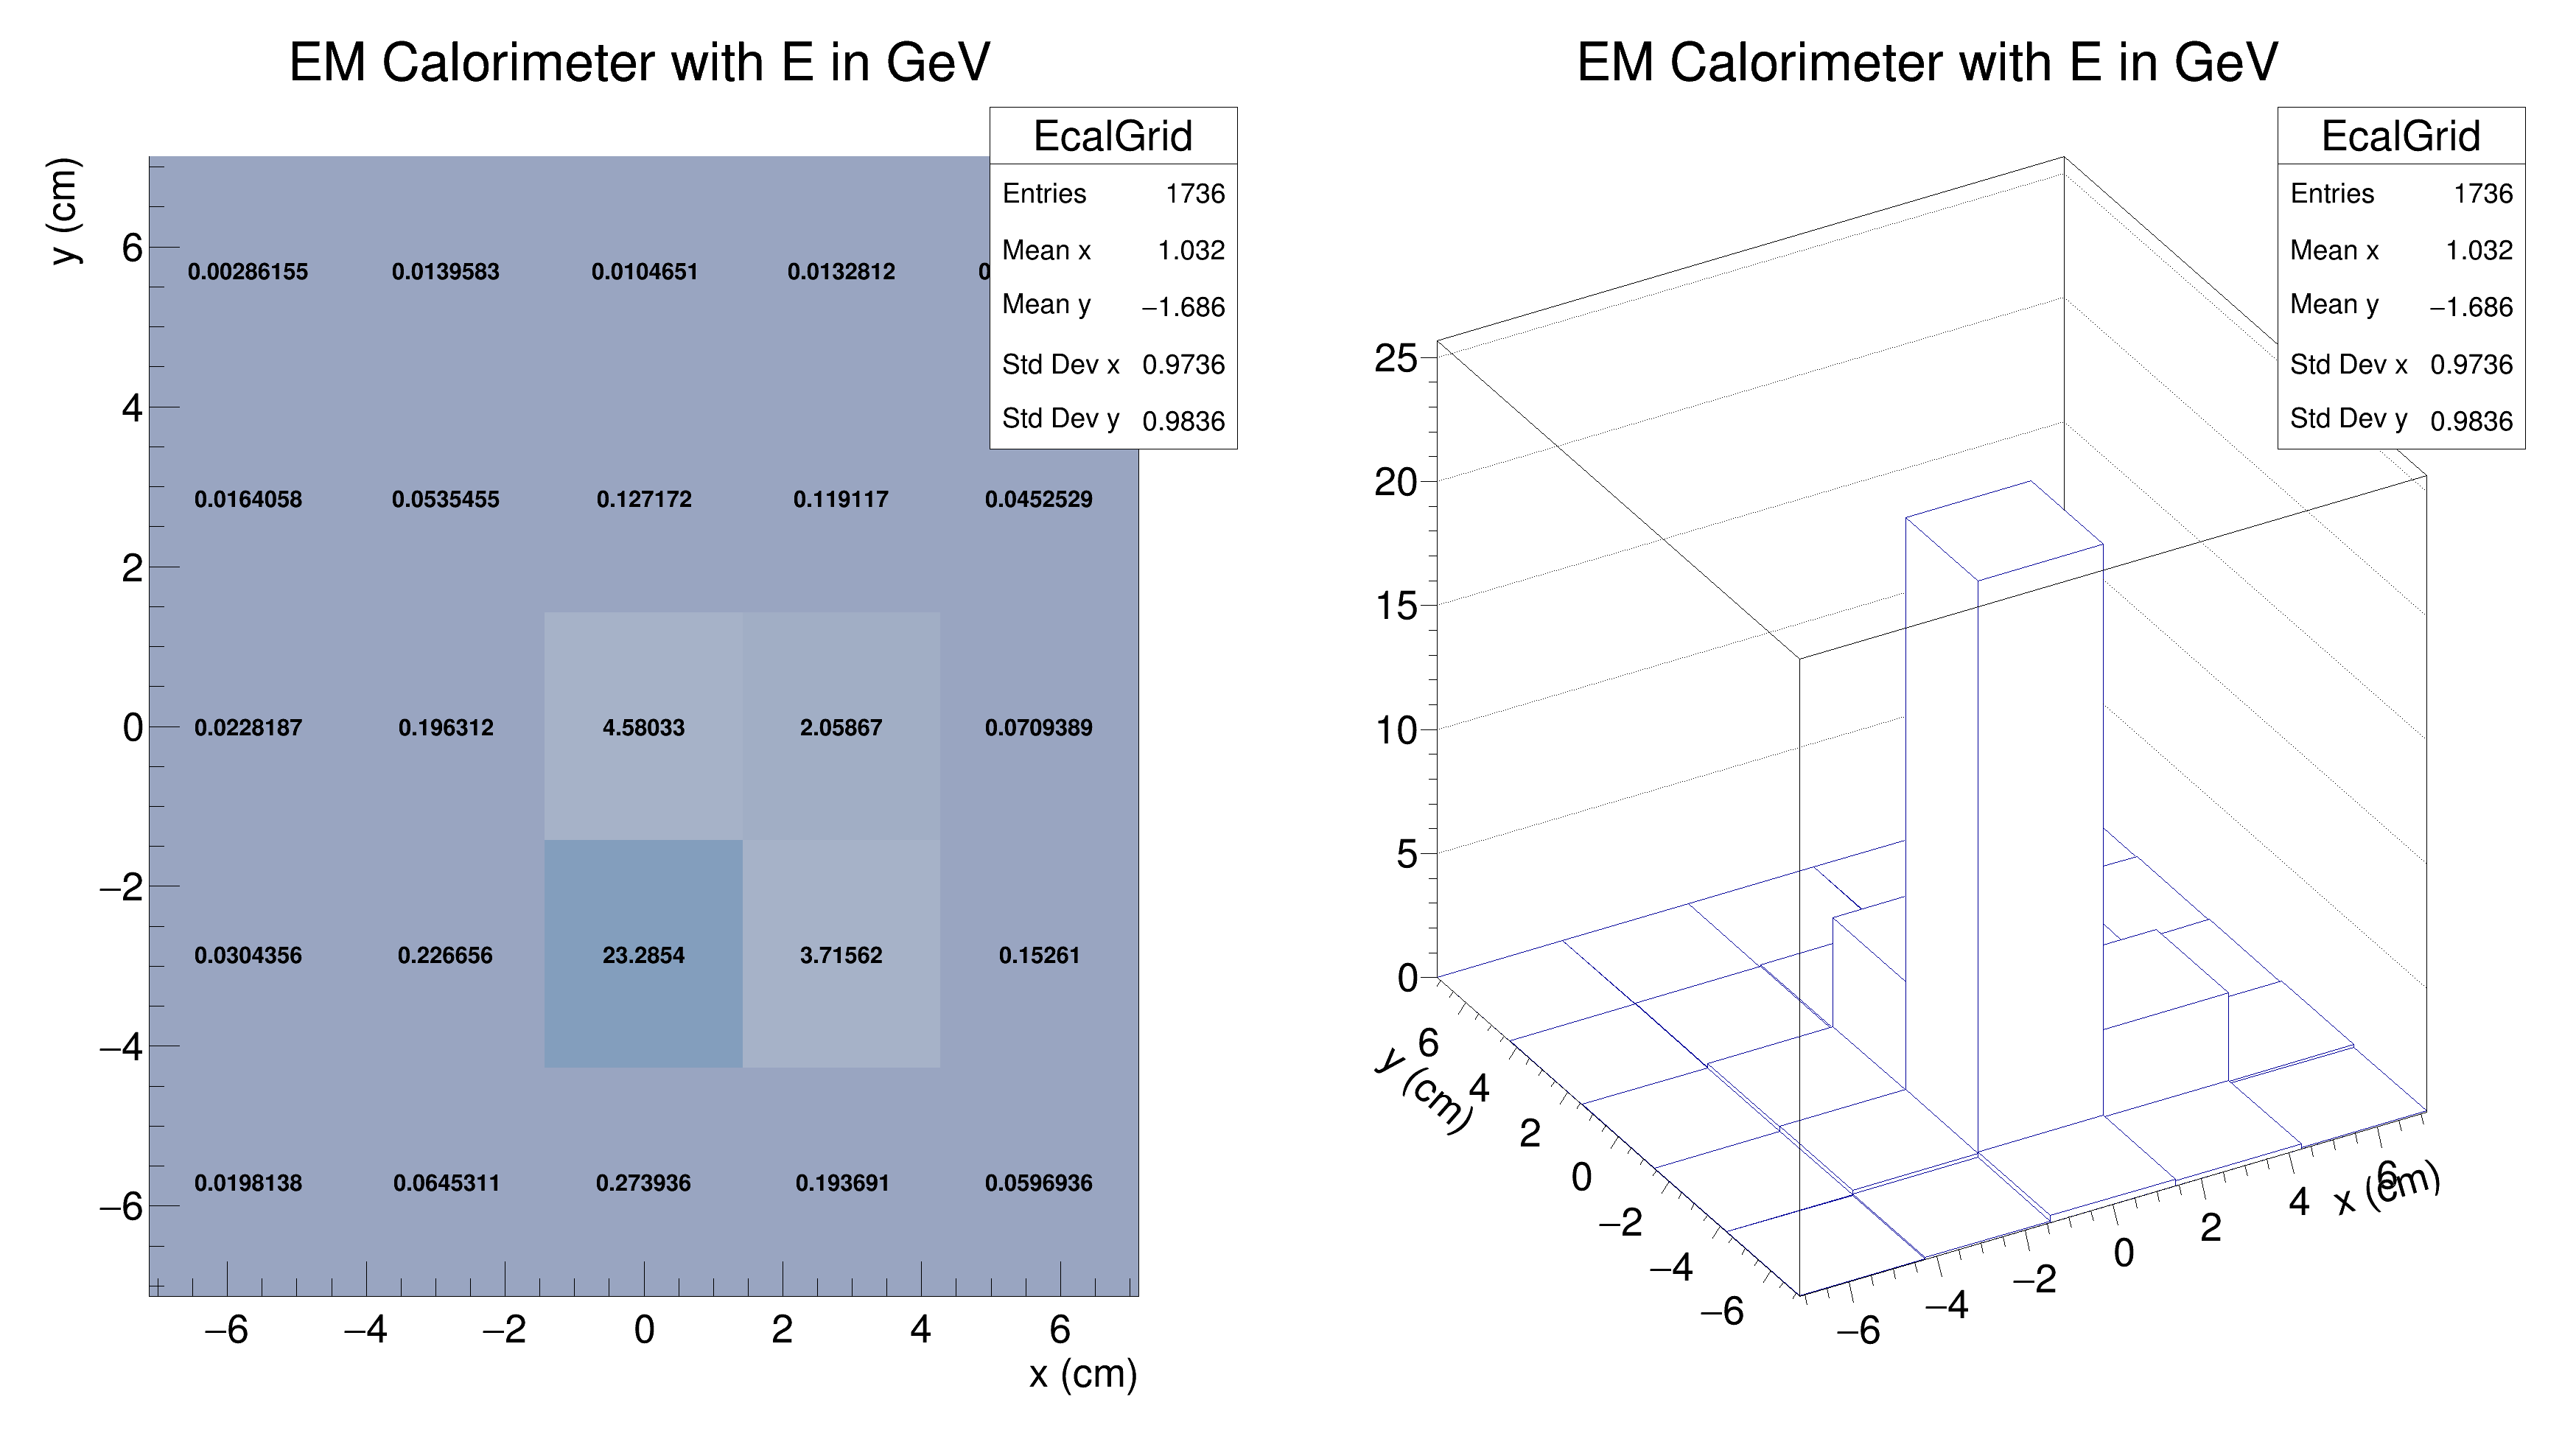 EM Calorimeter with E in GeV
EcalGrid
Entries 1736
Mean x 1.032
Mean y −1.686
Std Dev x 0.9736
Std Dev y 0.9836
y (cm)
6
4
2
0
−2
−4
−6
0.00286155 0.0139583 0.0104651 0.0132812
0.0164058 0.0535455 0.127172 0.119117 0.0452529
0.0228187 0.196312 4.58033 2.05867 0.0709389
0.0304356 0.226656 23.2854 3.71562 0.15261
0.0198138 0.0645311 0.273936 0.193691 0.0596936
−6 −4 −2 0 2 4 6
x (cm)
EM Calorimeter with E in GeV
EcalGrid
Entries 1736
Mean x 1.032
Mean y −1.686
Std Dev x 0.9736
Std Dev y 0.9836
25
20
15
10
5
0
y (cm)
6
4
2
0
−2
−4
−6
−6 −4 −2 0 2 4 6
x (cm)